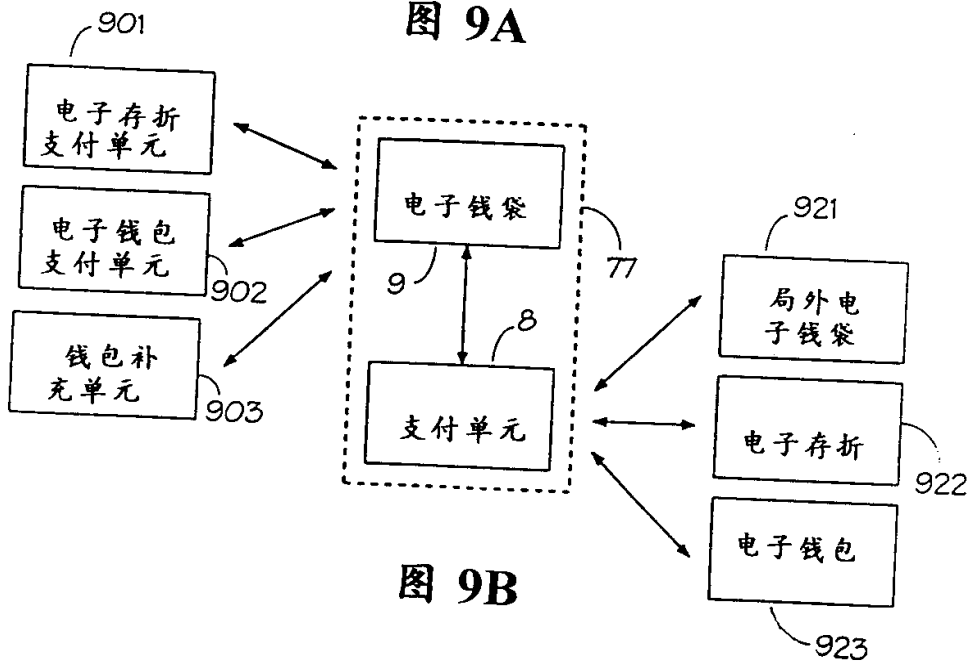 图 9A
901
电子存折
支付单元
电子钱包
支付单元
902
钱包补
充单元
903
电子钱袋
9
77
8
支付单元
921
局外电
子钱袋
电子存折
922
电子钱包
923
图 9B